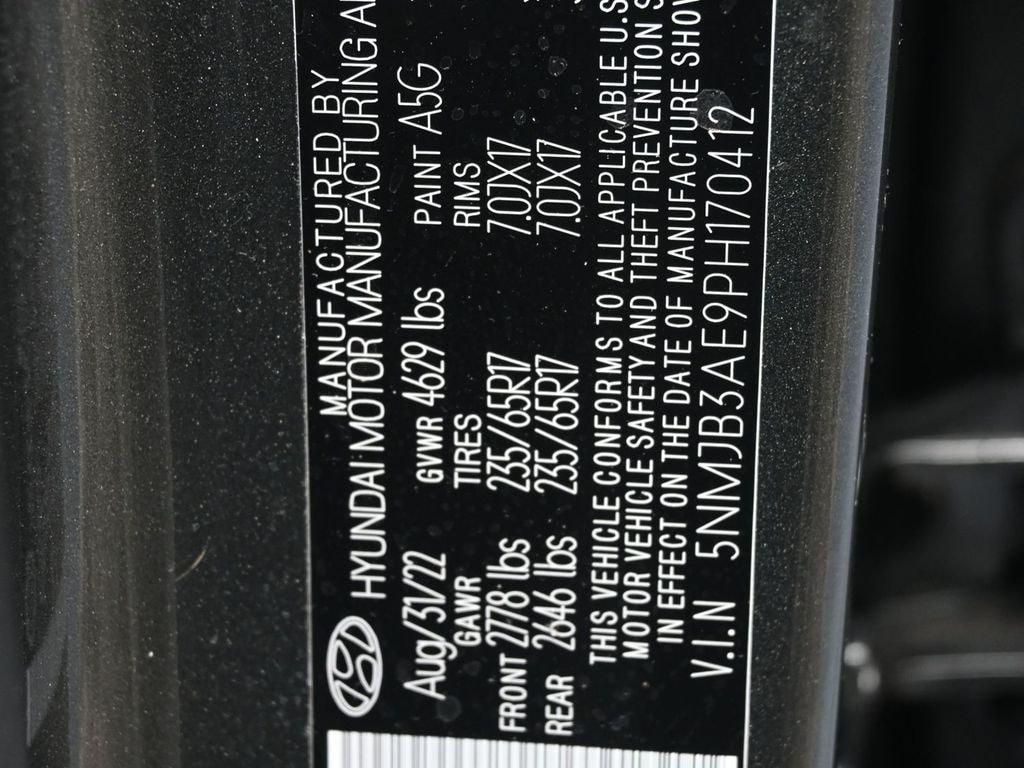 MANUFACTURED BY
HYUNDAI MOTOR MANUFACTURING
Aug/31/22 GVWR 4629 lbs PAINT A5G
GAWR TIRES RIMS
FRONT 2778 lbs 235/65R17 7.0JX17
REAR 2646 lbs 235/65R17 7.0JX17
THIS VEHICLE CONFORMS TO ALL APPLICABLE U.S
MOTOR VEHICLE SAFETY AND THEFT PREVENTION
IN EFFECT ON THE DATE OF MANUFACTURE
V.I.N 5NMJB3AE9PH170412